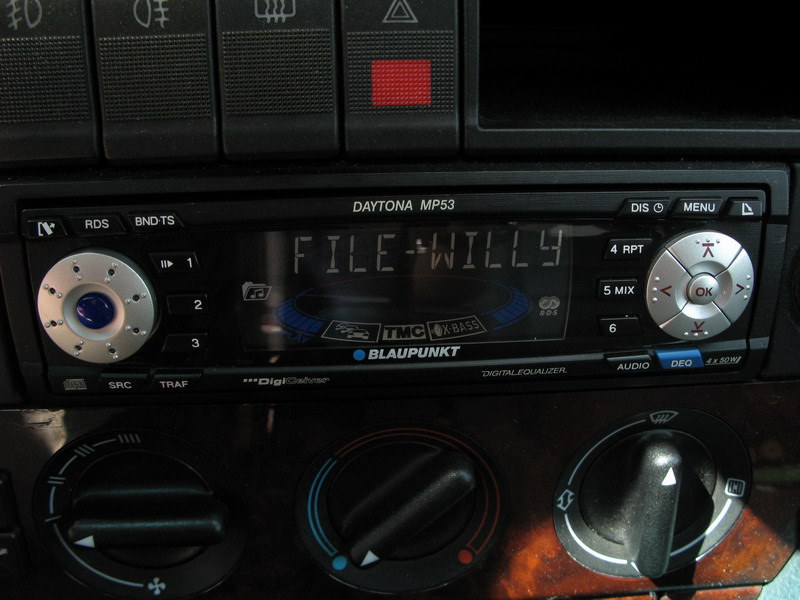 DAYTONA MP53
RDS
BND·TS
DIS
MENU
FILE-WILLY
1
2
3
4 RPT
5 MIX
6
OK
TMC
X-BASS
R·D·S
BLAUPUNKT
SRC
TRAF
DigiCeiver
DIGITAL EQUALIZER
AUDIO
DEQ
4 x 50W